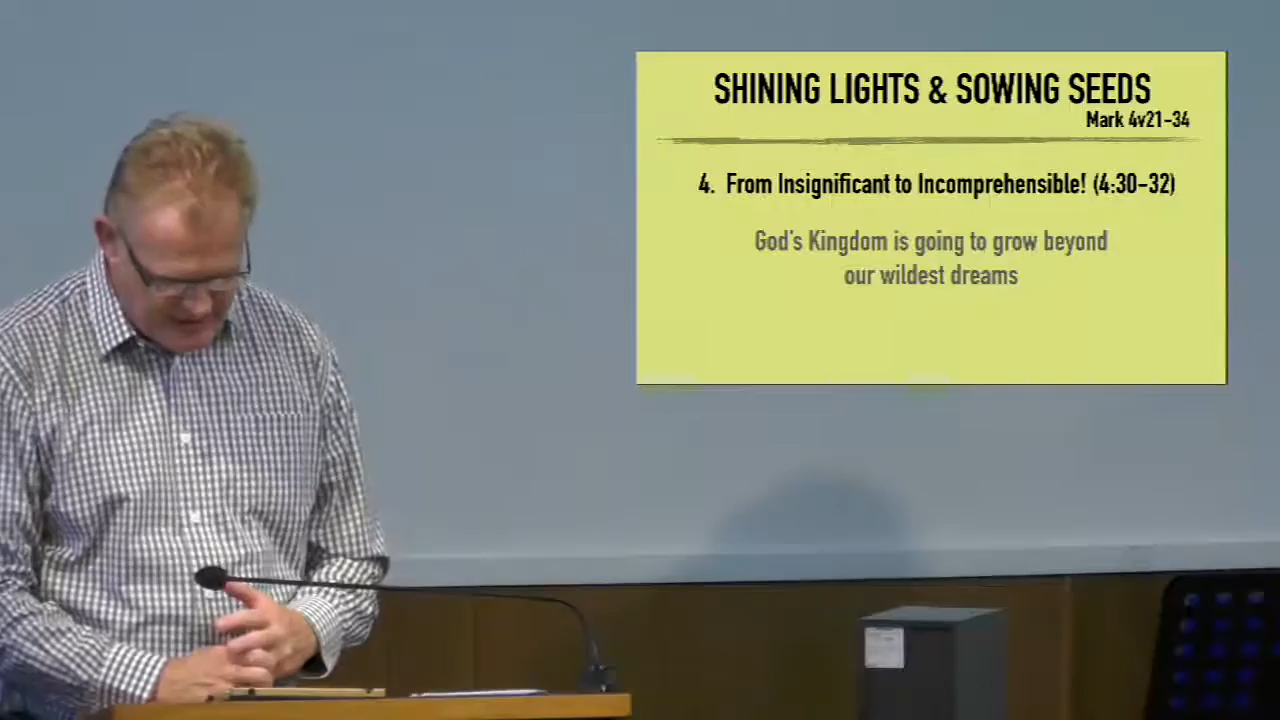 SHINING LIGHTS & SOWING SEEDS
Mark 4v21-34
4. From Insignificant to Incomprehensible! (4:30-32)
God's Kingdom is going to grow beyond
our wildest dreams